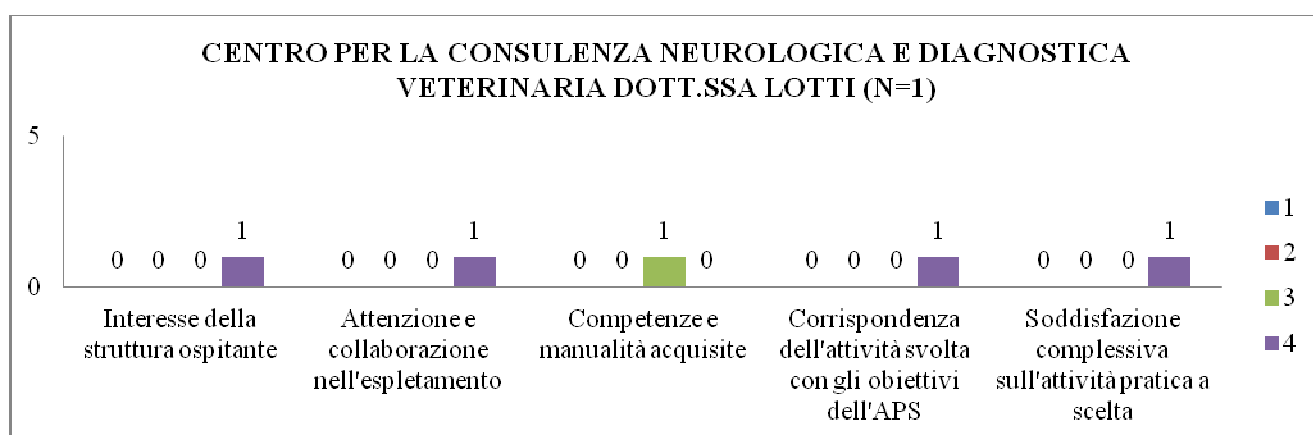 CENTRO PER LA CONSULENZA NEUROLOGICA E DIAGNOSTICA
VETERINARIA DOTT.SSA LOTTI (N=1)
5
0
0 0 0 1
0 0 0 1
0 0 1 0
0 0 0 1
0 0 0 1
Interesse della
struttura ospitante
Attenzione e
collaborazione
nell'espletamento
Competenze e
manualità acquisite
Corrispondenza
dell'attività svolta
con gli obiettivi
dell'APS
Soddisfazione
complessiva
sull'attività pratica a
scelta
1
2
3
4